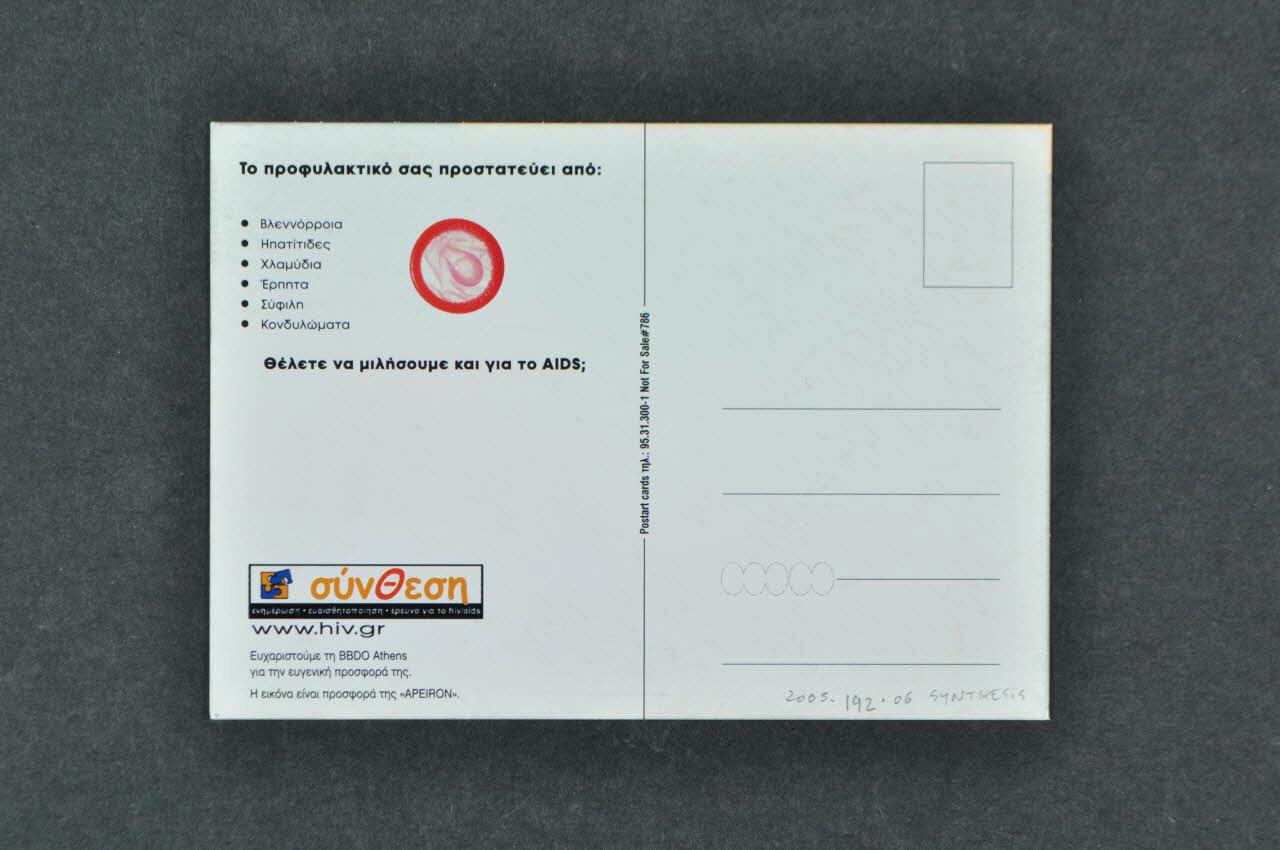 Το προφυλακτικό σας προστατεύει από:
• Βλεννόρροια
• Ηπατίτιδες
• Χλαμύδια
• Έρπητα
• Σύφιλη
• Κονδυλώματα
Θέλετε να μιλήσουμε και για το AIDS;
σύνθεση
ενημέρωση • ευαισθητοποίηση • έρευνα για το hiv/aids
www.hiv.gr
Ευχαριστούμε τη BBDO Athens
για την ευγενική προσφορά της.
Η εικόνα είναι προσφορά της «APEIRON».
Postart cards τηλ.: 95.31.300-1 Not For Sale#786
2005-192.06 SYNTHESIS